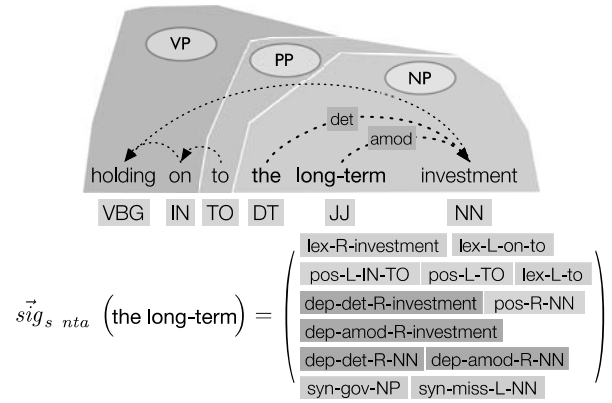 VP
PP
NP
det
amod
holding on to the long-term investment
VBG IN TO DT JJ NN
lex-R-investment lex-L-on-to
pos-L-IN-TO pos-L-TO lex-L-to
dep-det-R-investment pos-R-NN
sig⃗s nta (the long-term) = dep-amod-R-investment
dep-det-R-NN dep-amod-R-NN
syn-gov-NP syn-miss-L-NN